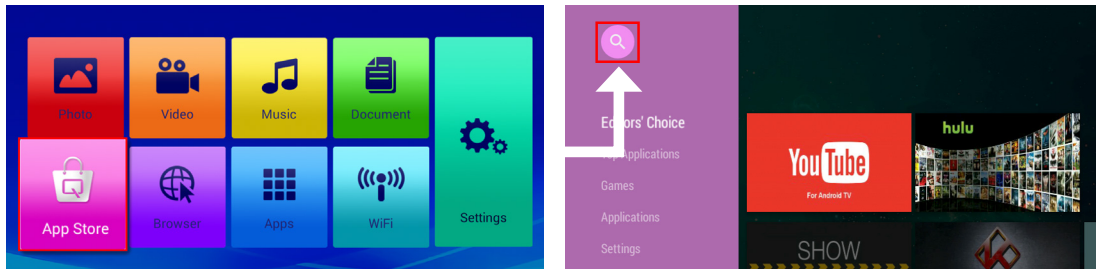 Photo
Video
Music
Document
App Store
Browser
Apps
WiFi
Settings
Editors' Choice
Top Applications
Games
Applications
Settings
YouTube
For Android TV
hulu
SHOW